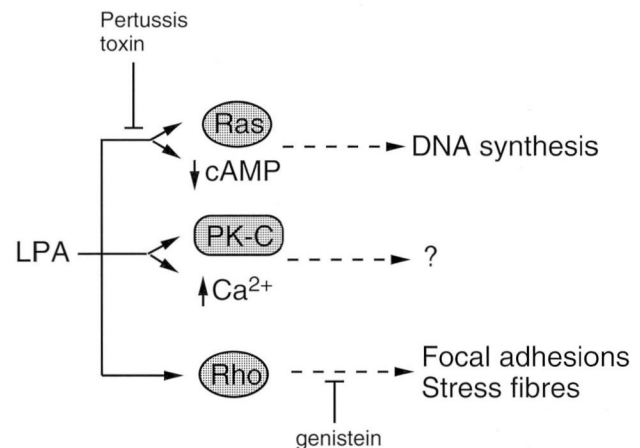 Pertussis
toxin
Ras
DNA synthesis
cAMP
LPA
PK-C
?
Ca²⁺
Rho
Focal adhesions
Stress fibres
genistein